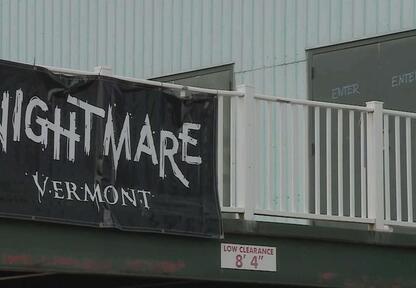 NIGHTMARE
VERMONT
ENTER
ENTER
LOW CLEARANCE
8' 4"